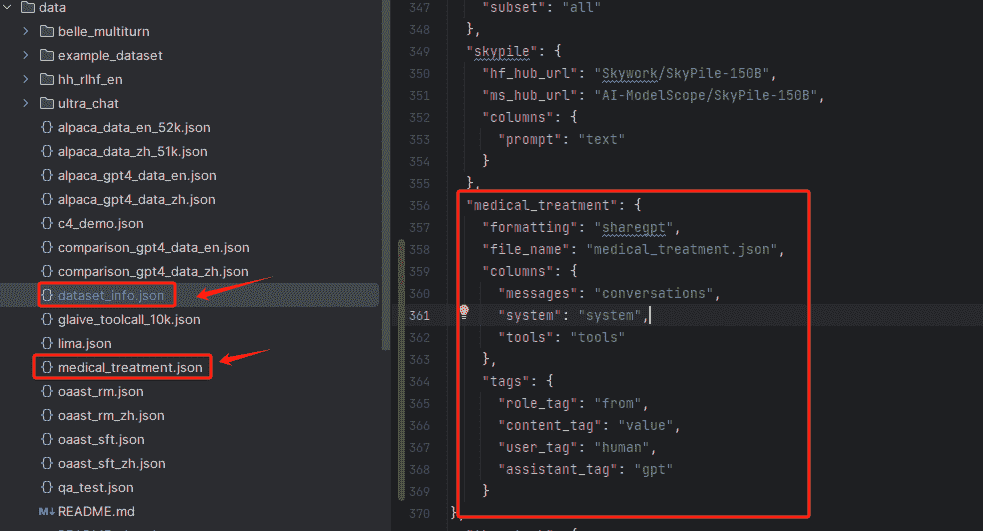 data
belle_multiturn
example_dataset
hh_rlhf_en
ultra_chat
alpaca_data_en_52k.json
alpaca_data_zh_51k.json
alpaca_gpt4_data_en.json
alpaca_gpt4_data_zh.json
c4_demo.json
comparison_gpt4_data_en.json
comparison_gpt4_data_zh.json
dataset_info.json
glaive_toolcall_10k.json
lima.json
medical_treatment.json
oaast_rm.json
oaast_rm_zh.json
oaast_sft.json
oaast_sft_zh.json
qa_test.json
README.md
347 "subset": "all"
348 },
349 "skypile": {
350 "hf_hub_url": "Skywork/SkyPile-150B",
351 "ms_hub_url": "AI-ModelScope/SkyPile-150B",
352 "columns": {
353 "prompt": "text"
354 }
355 },
356 "medical_treatment": {
357 "formatting": "sharegpt",
358 "file_name": "medical_treatment.json",
359 "columns": {
360 "messages": "conversations",
361 "system": "system",
362 "tools": "tools"
363 },
364 "tags": {
365 "role_tag": "from",
366 "content_tag": "value",
367 "user_tag": "human",
368 "assistant_tag": "gpt"
369 }
370 },